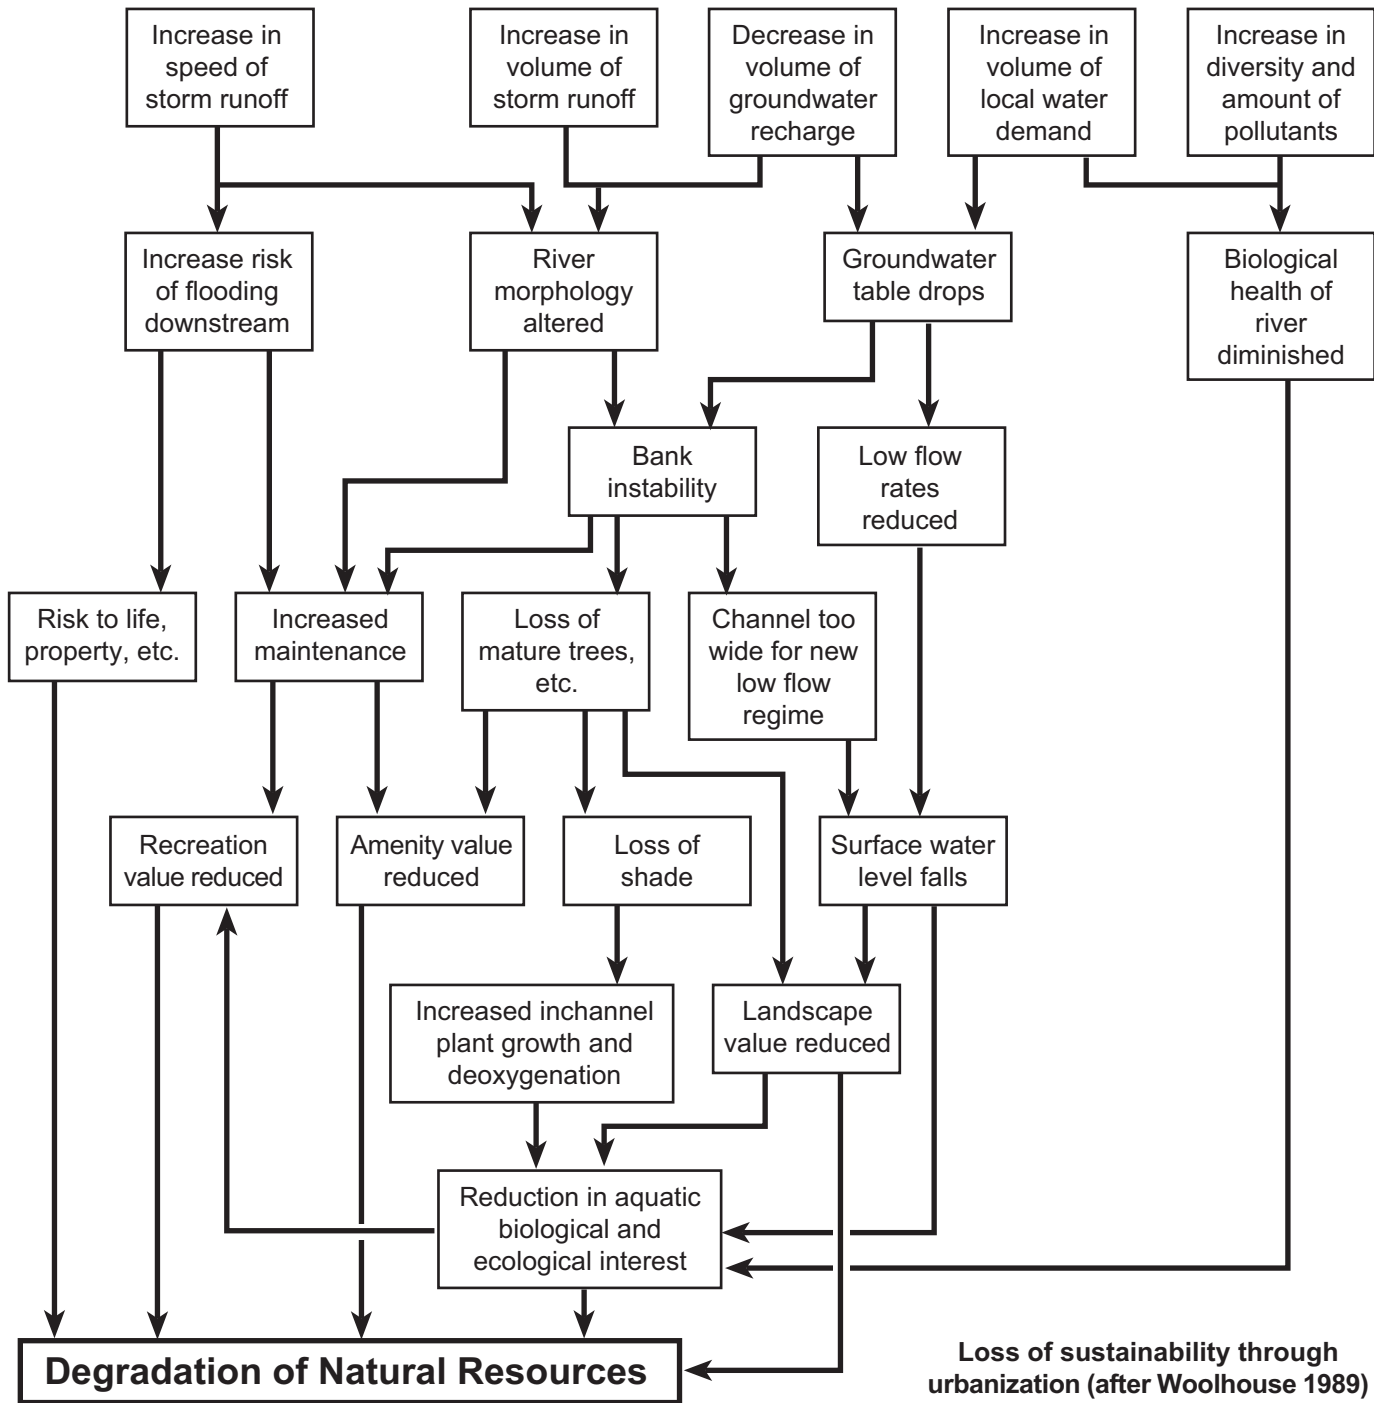 Increase in
speed of
storm runoff
Increase in
volume of
storm runoff
Decrease in
volume of
groundwater
recharge
Increase in
volume of
local water
demand
Increase in
diversity and
amount of
pollutants
Increase risk
of flooding
downstream
River
morphology
altered
Groundwater
table drops
Biological
health of
river
diminished
Bank
instability
Low flow
rates
reduced
Risk to life,
property, etc.
Increased
maintenance
Loss of
mature trees,
etc.
Channel too
wide for new
low flow
regime
Recreation
value reduced
Amenity value
reduced
Loss of
shade
Surface water
level falls
Increased inchannel
plant growth and
deoxygenation
Landscape
value reduced
Reduction in aquatic
biological and
ecological interest
Degradation of Natural Resources
Loss of sustainability through
urbanization (after Woolhouse 1989)